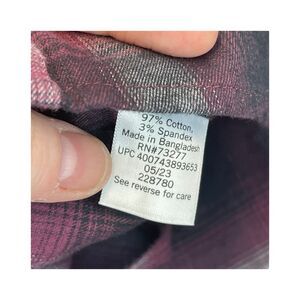 97% Cotton,
3% Spandex
Made in Bangladesh
RN#73277
UPC 400743893653
05/23
228780
See reverse for care